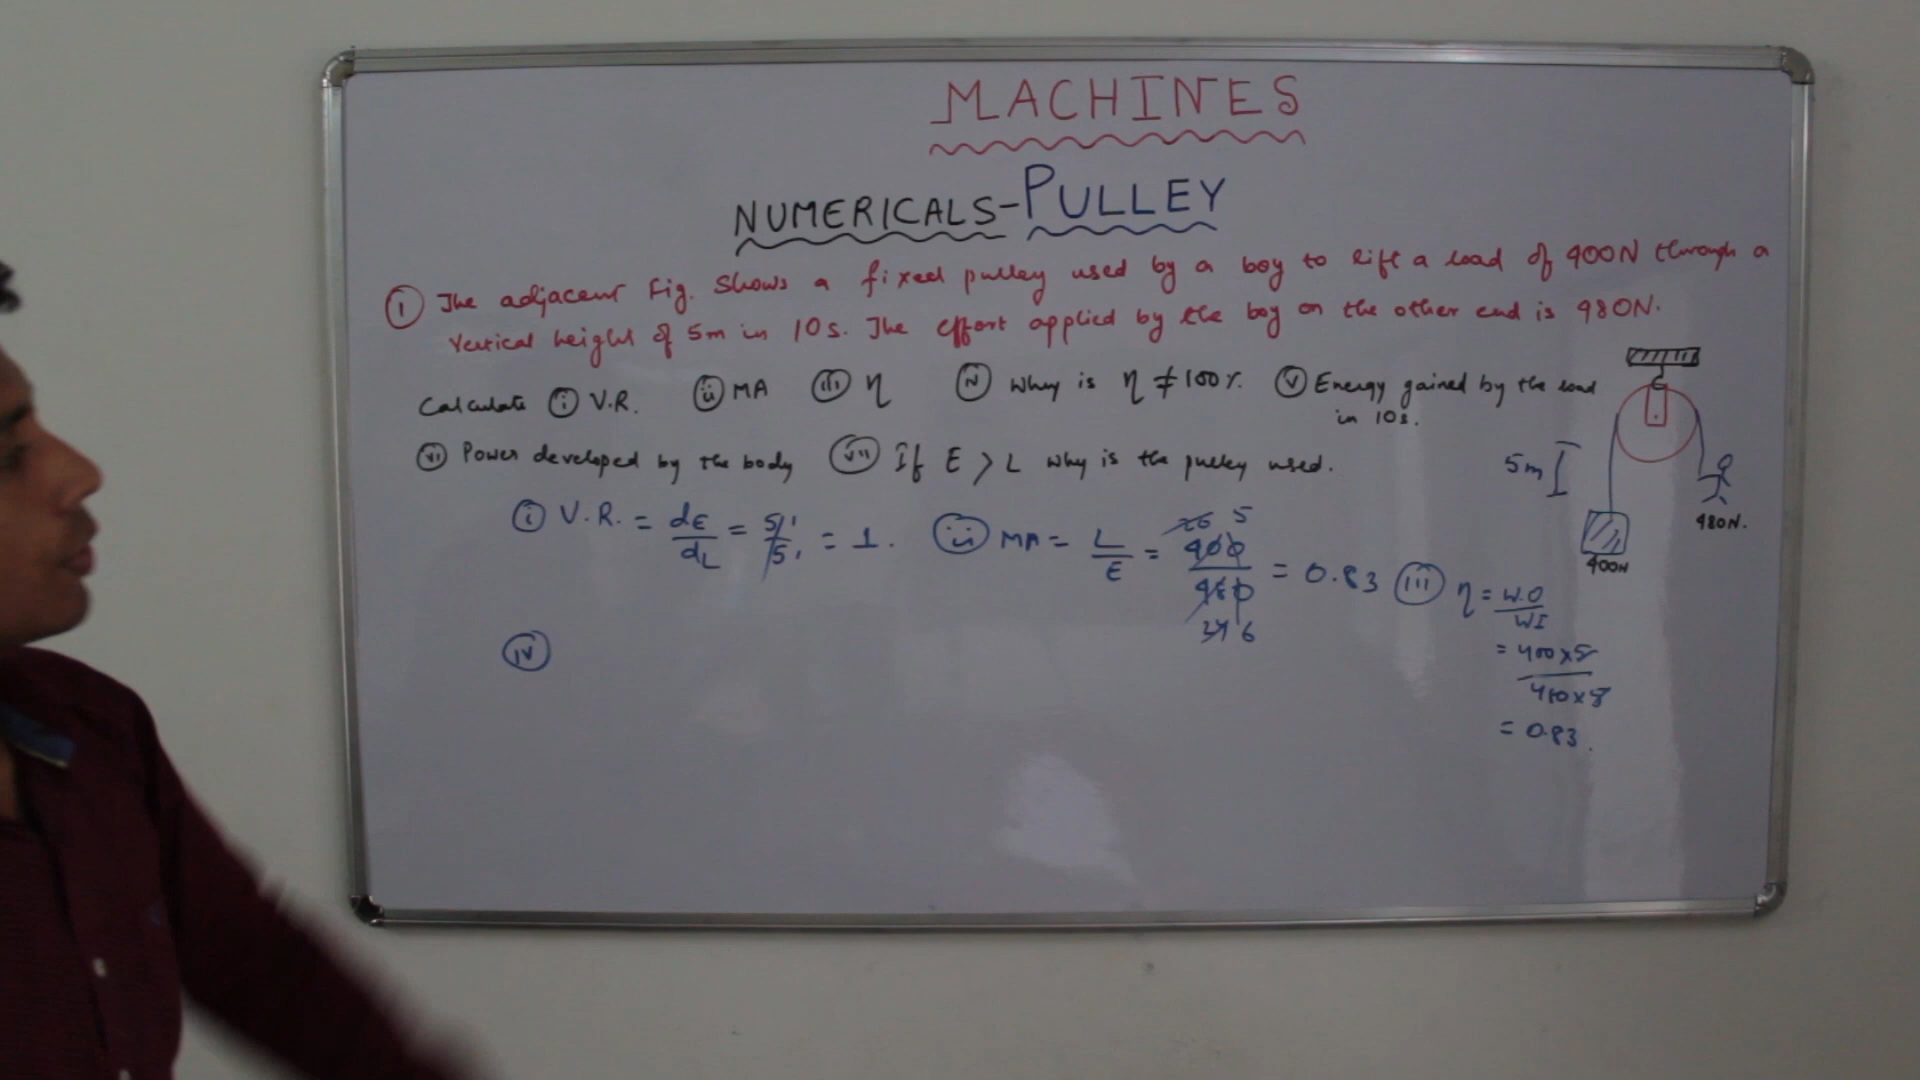 MACHINES
NUMERICALS-PULLEY
① The adjacent Fig. Shows a fixed pulley used by a boy to lift a load of 400N through a
Vertical height of 5m in 10s. The effort applied by the boy on the other end is 480N.
Calculate ⓘ V.R. ⓘⓘ MA ⓘⓘⓘ η ⓘⓥ Why is η ≠ 100%. ⓥ Energy gained by the load
in 10s.
ⓥⓘ Power developed by the body ⓥⓘⓘ If E > L why is the pulley used.
5m
480N.
400N
ⓘ V.R. = dE/dL = 5/5 = 1. ⓘⓘ MA = L/E = 400/480 = 0.83 ⓘⓘⓘ η = W.O/WI
= 400×5/480×5
= 0.83.
ⓘⓥ